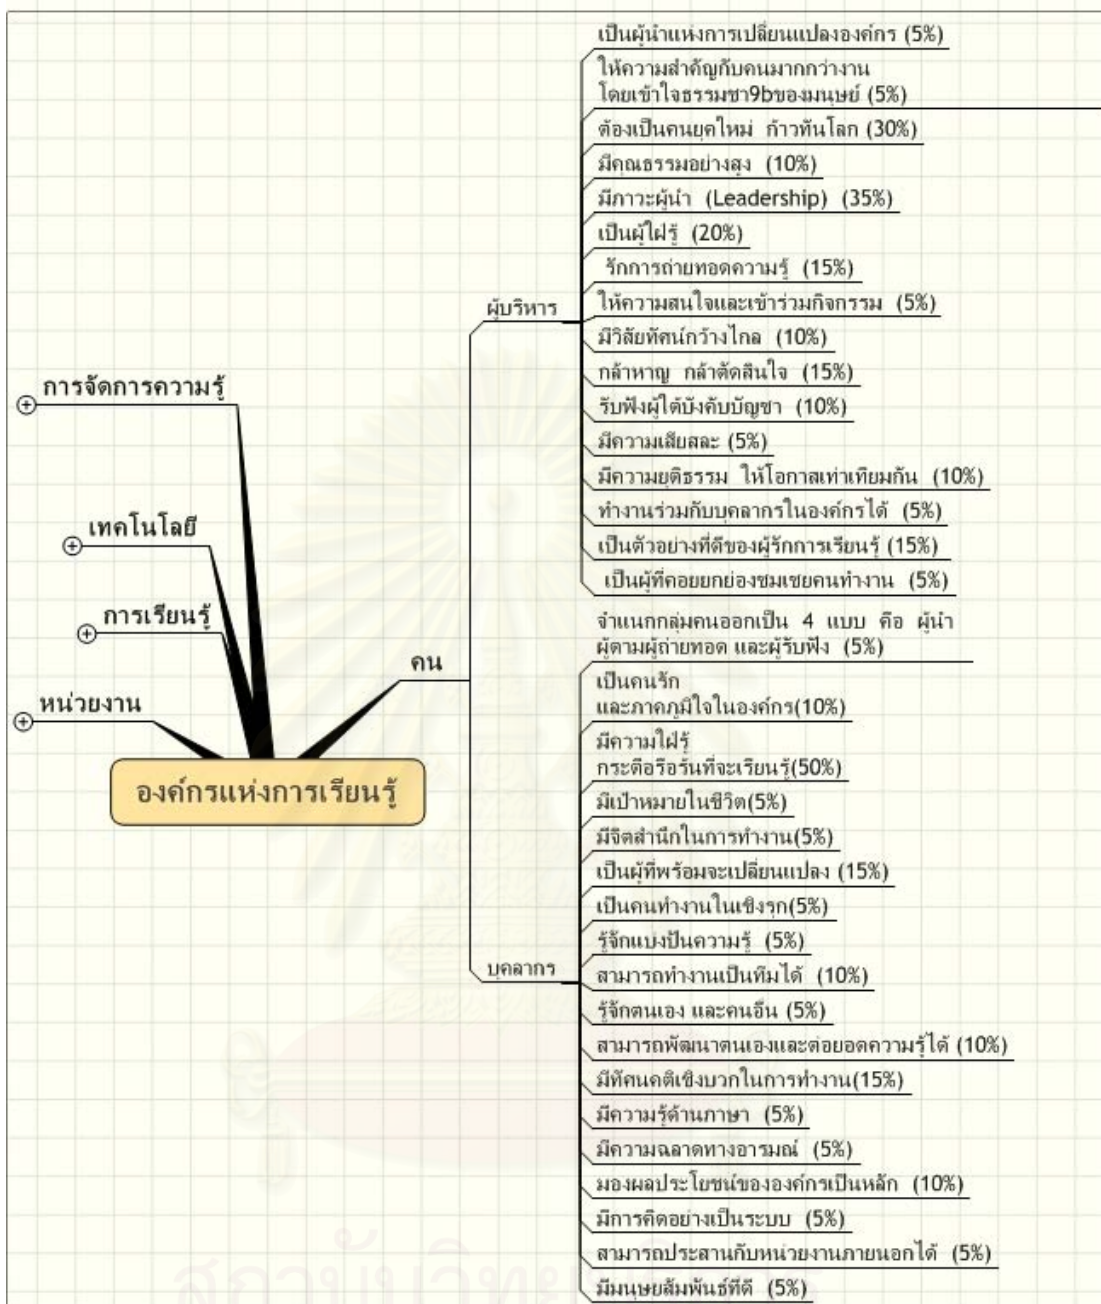 เป็นผู้นำแห่งการเปลี่ยนแปลงองค์กร (5%)
ให้ความสำคัญกับคนมากกว่างาน
โดยเข้าใจธรรมชา9bของมนุษย์ (5%)
ต้องเป็นคนยุคใหม่ ก้าวทันโลก (30%)
มีคุณธรรมอย่างสูง (10%)
มีภาวะผู้นำ (Leadership) (35%)
เป็นผู้ใฝ่รู้ (20%)
รักการถ่ายทอดความรู้ (15%)
ให้ความสนใจและเข้าร่วมกิจกรรม (5%)
มีวิสัยทัศน์กว้างไกล (10%)
กล้าหาญ กล้าตัดสินใจ (15%)
รับฟังผู้ใต้บังคับบัญชา (10%)
มีความเสียสละ (5%)
มีความยุติธรรม ให้โอกาสเท่าเทียมกัน (10%)
ทำงานร่วมกับบุคลากรในองค์กรได้ (5%)
เป็นตัวอย่างที่ดีของผู้รักการเรียนรู้ (15%)
เป็นผู้ที่คอยยกย่องชมเชยคนทำงาน (5%)
ผู้บริหาร
การจัดการความรู้
เทคโนโลยี
การเรียนรู้
หน่วยงาน
คน
องค์กรแห่งการเรียนรู้
จำแนกกลุ่มคนออกเป็น 4 แบบ คือ ผู้นำ
ผู้ตามผู้ถ่ายทอด และผู้รับฟัง (5%)
เป็นคนรัก
และภาคภูมิใจในองค์กร(10%)
มีความใฝ่รู้
กระตือรือร้นที่จะเรียนรู้(50%)
มีเป้าหมายในชีวิต(5%)
มีจิตสำนึกในการทำงาน(5%)
เป็นผู้ที่พร้อมจะเปลี่ยนแปลง (15%)
เป็นคนทำงานในเชิงรุก(5%)
รู้จักแบ่งปันความรู้ (5%)
บุคลากร
สามารถทำงานเป็นทีมได้ (10%)
รู้จักตนเอง และคนอื่น (5%)
สามารถพัฒนาตนเองและต่อยอดความรู้ได้ (10%)
มีทัศนคติเชิงบวกในการทำงาน(15%)
มีความรู้ด้านภาษา (5%)
มีความฉลาดทางอารมณ์ (5%)
มองผลประโยชน์ขององค์กรเป็นหลัก (10%)
มีการคิดอย่างเป็นระบบ (5%)
สามารถประสานกับหน่วยงานภายนอกได้ (5%)
มีมนุษยสัมพันธ์ที่ดี (5%)
สถาบันวิทยบริการ